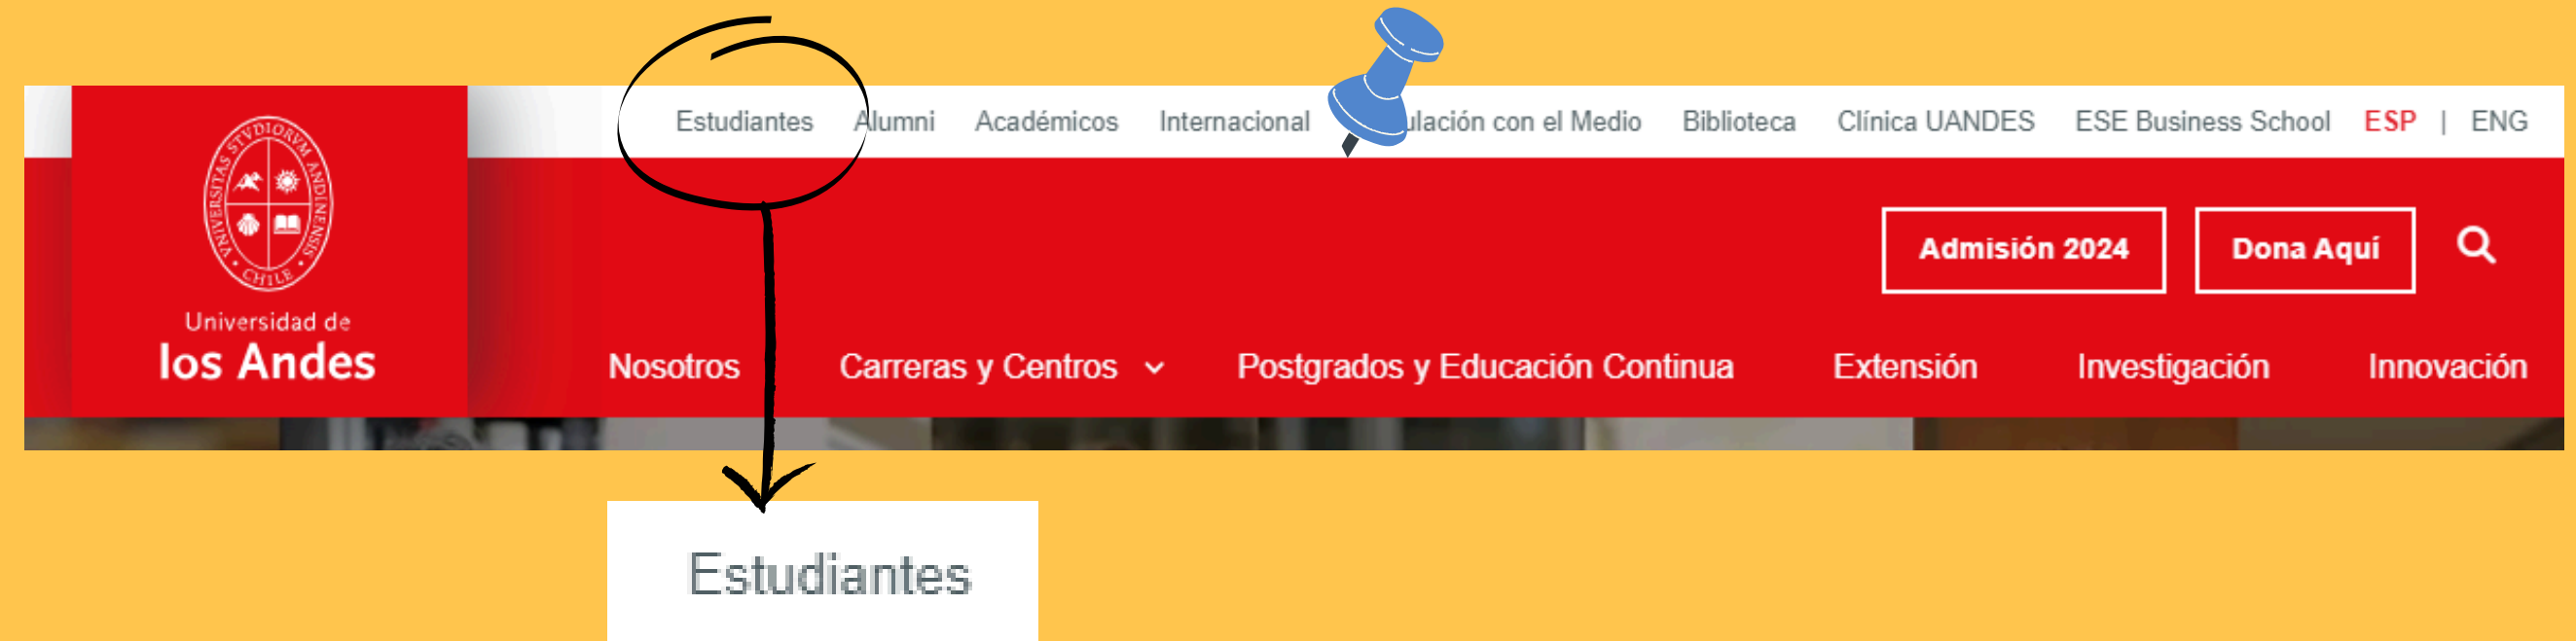 Estudiantes Alumni Académicos Internacional ulación con el Medio Biblioteca Clínica UANDES ESE Business School ESP | ENG
VNIVERSITAS STVDIORVM ANDINENSIS • CHILE •
Universidad de
los Andes
Admisión 2024 Dona Aquí
Nosotros Carreras y Centros Postgrados y Educación Continua Extensión Investigación Innovación
Estudiantes